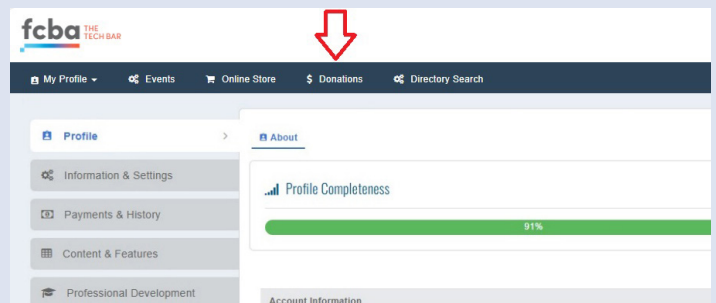 fcba THE
TECH BAR
My Profile Events Online Store $ Donations Directory Search
Profile
About
Information & Settings
Profile Completeness
Payments & History
91%
Content & Features
Professional Development
Account Information